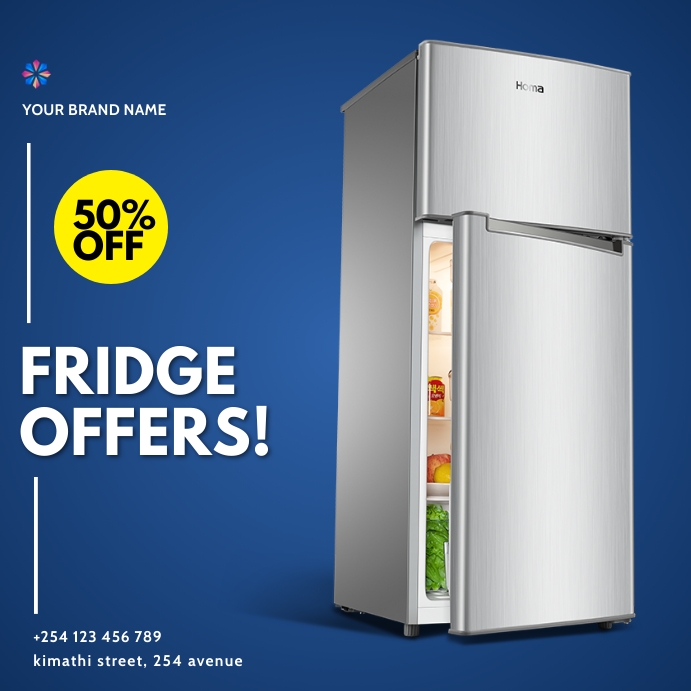 Homa
YOUR BRAND NAME
50%
OFF
FRIDGE
OFFERS!
+254 123 456 789
kimathi street, 254 avenue